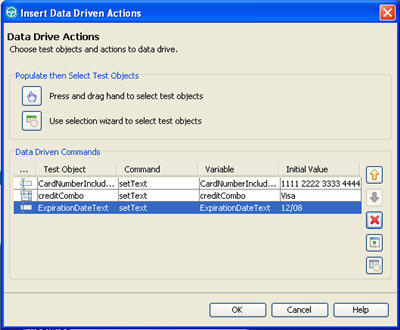 Insert Data Driven Actions
Data Drive Actions
Choose test objects and actions to data drive.
Populate then Select Test Objects
Press and drag hand to select test objects
Use selection wizard to select test objects
Data Driven Commands
... Test Object Command Variable Initial Value
CardNumberInclud... setText CardNumberInclud... 1111 2222 3333 4444
creditCombo setText creditCombo Visa
ExpirationDateText setText ExpirationDateText 12/08
OK Cancel Help